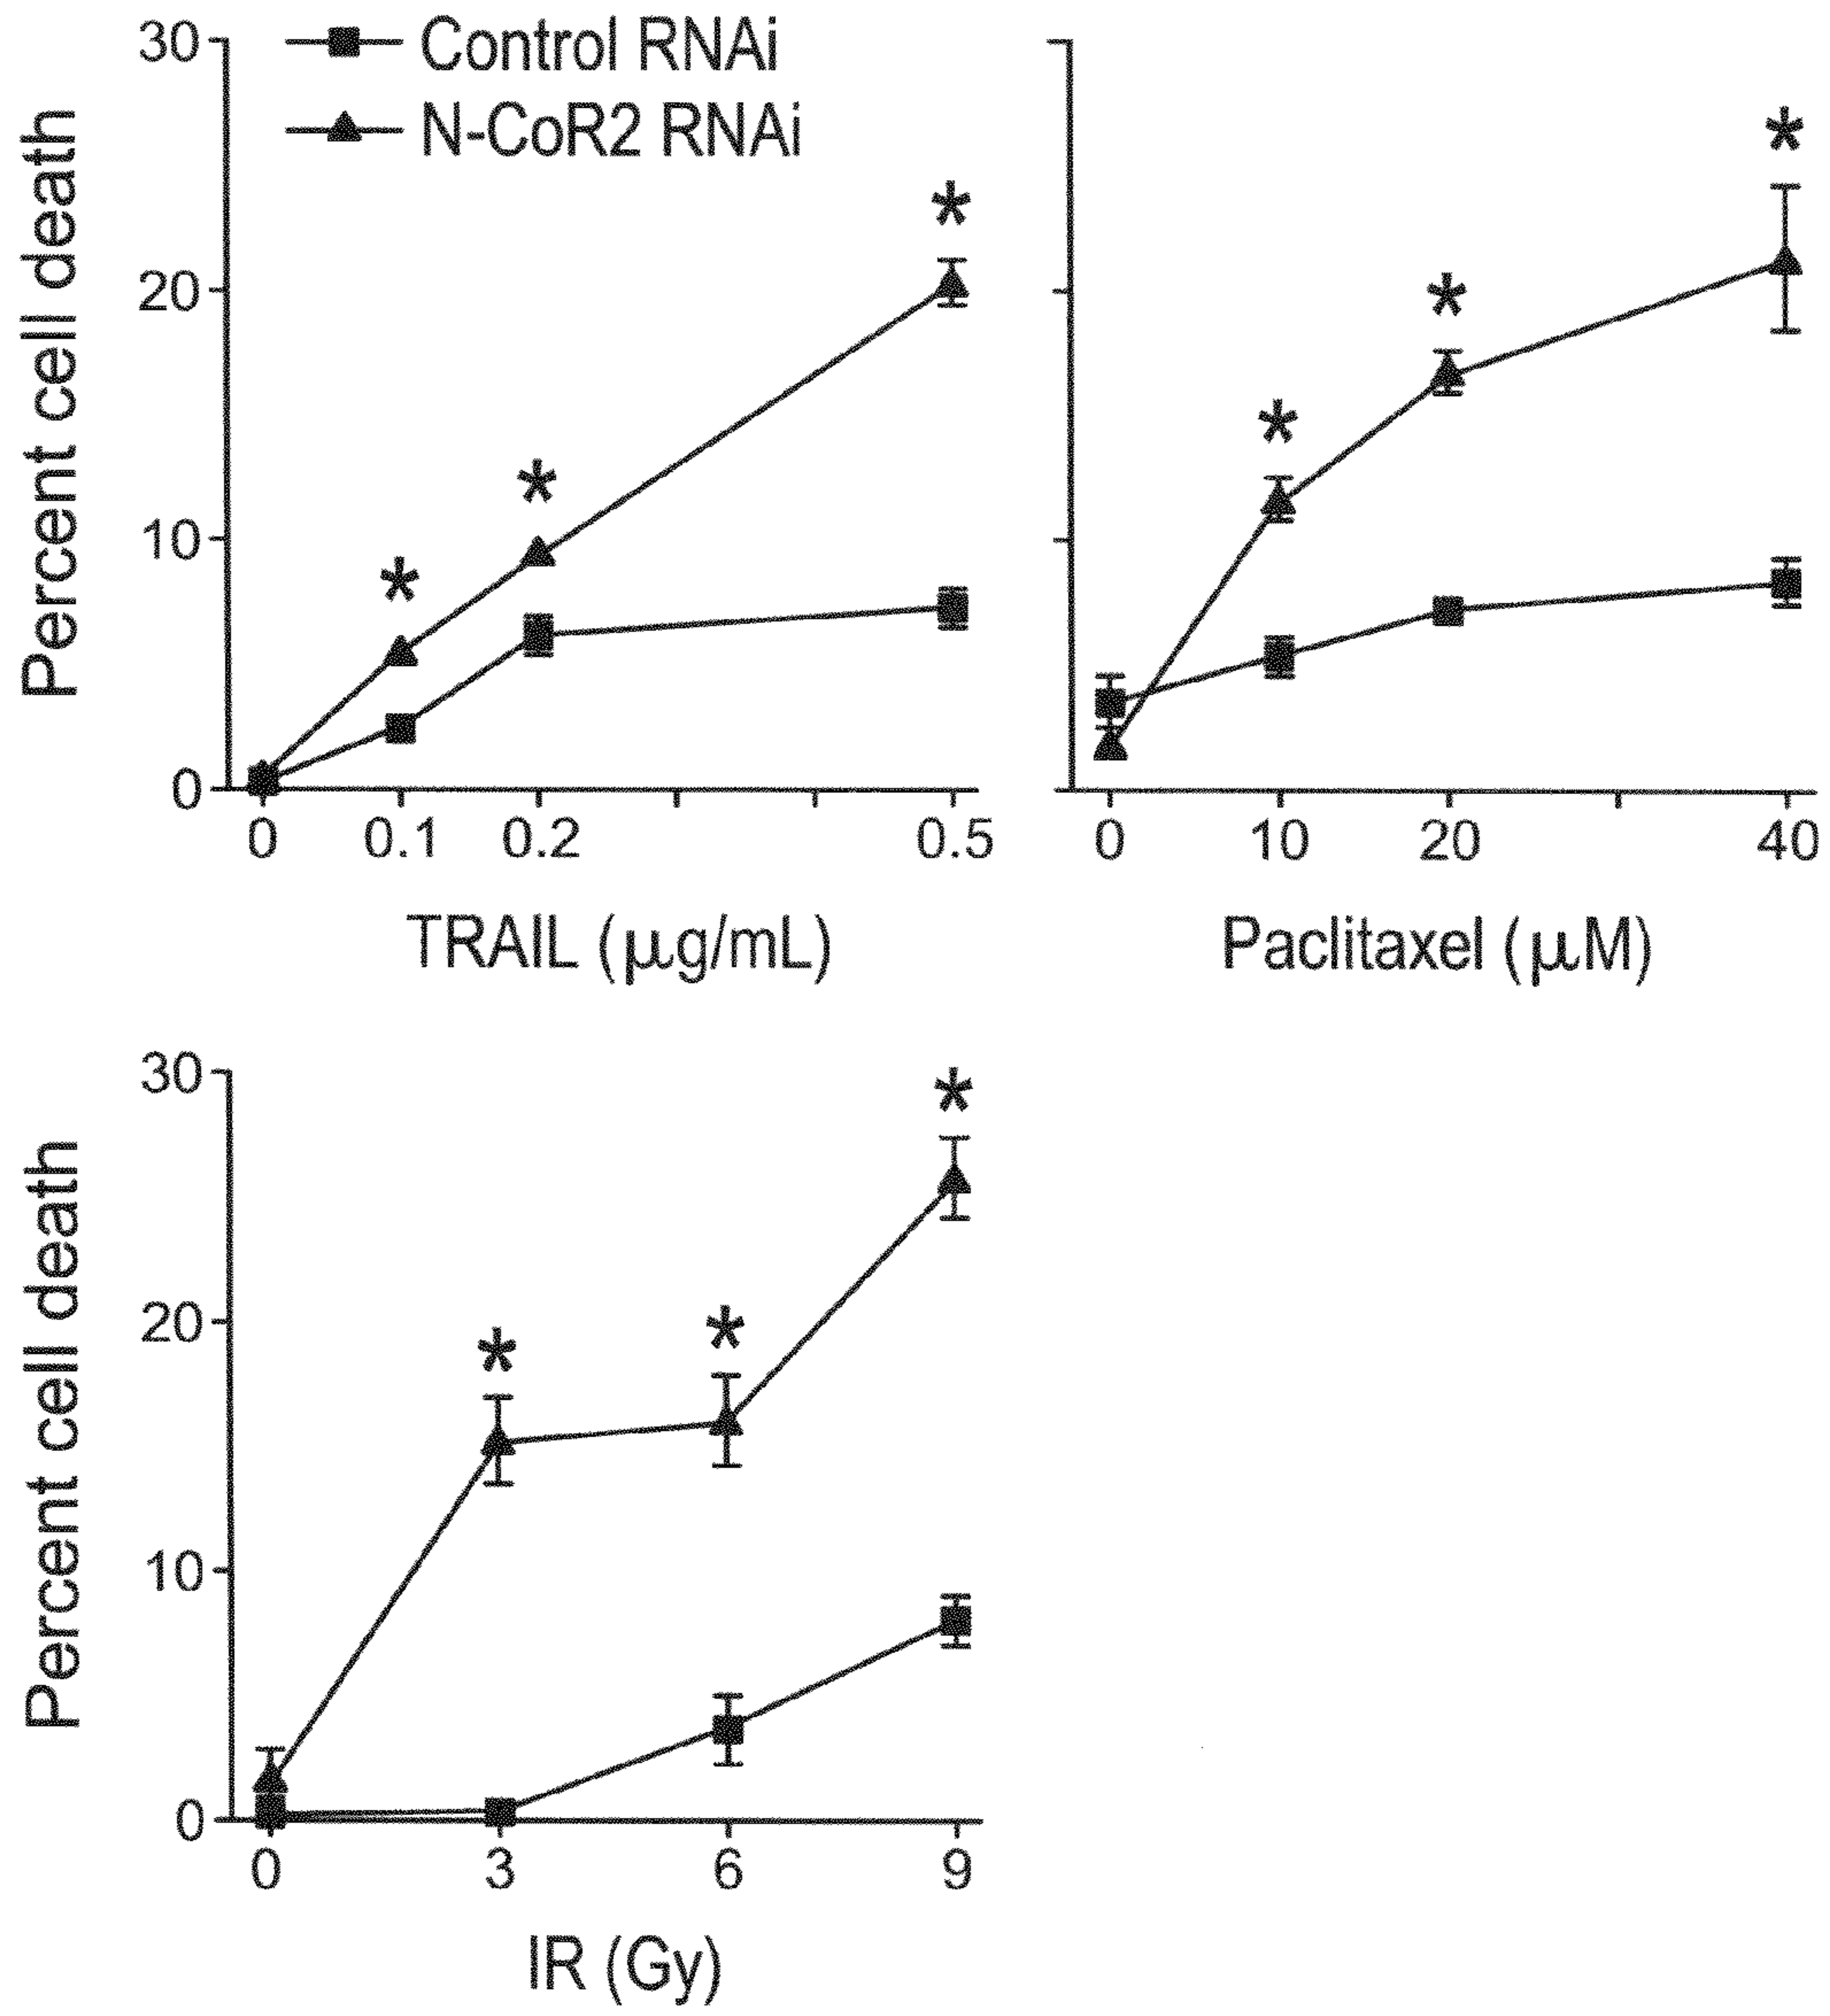 Control RNAi
N-CoR2 RNAi
Percent cell death
30
20
10
0
*
*
*
0 0.1 0.2 0.5
TRAIL (μg/mL)
*
*
*
0 10 20 40
Paclitaxel (μM)
Percent cell death
30
20
10
0
*
*
*
0 3 6 9
IR (Gy)